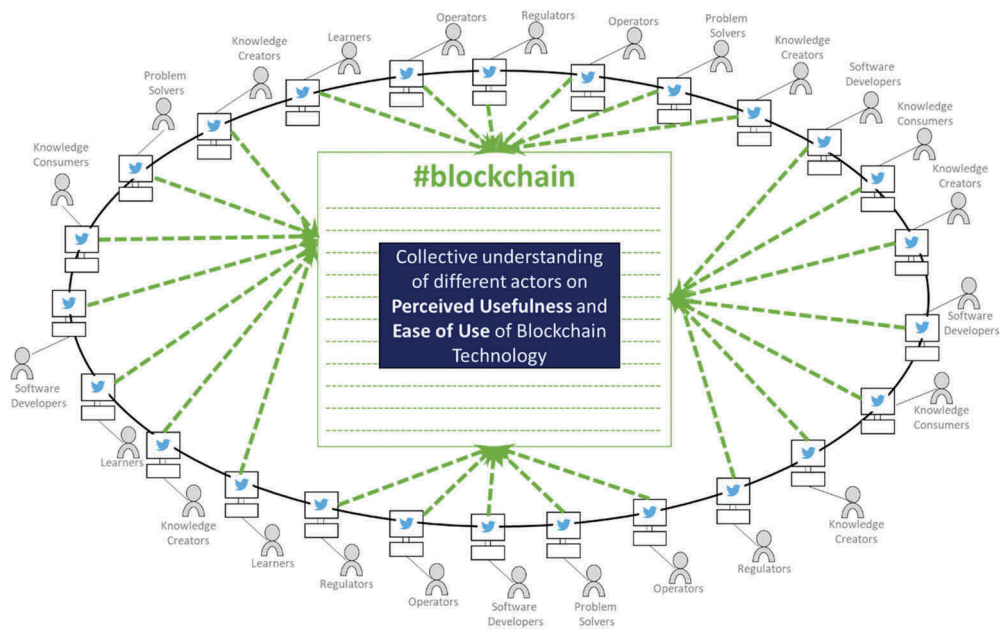 Operators
Regulators
Operators
Problem
Solvers
Learners
Knowledge
Creators
Knowledge
Creators
Software
Developers
Problem
Solvers
Knowledge
Consumers
Knowledge
Consumers
Knowledge
Creators
#blockchain
Collective understanding
of different actors on
Perceived Usefulness and
Ease of Use of Blockchain
Technology
Software
Developers
Software
Developers
Knowledge
Consumers
Learners
Knowledge
Creators
Knowledge
Creators
Learners
Regulators
Regulators
Operators
Software
Developers
Problem
Solvers
Operators